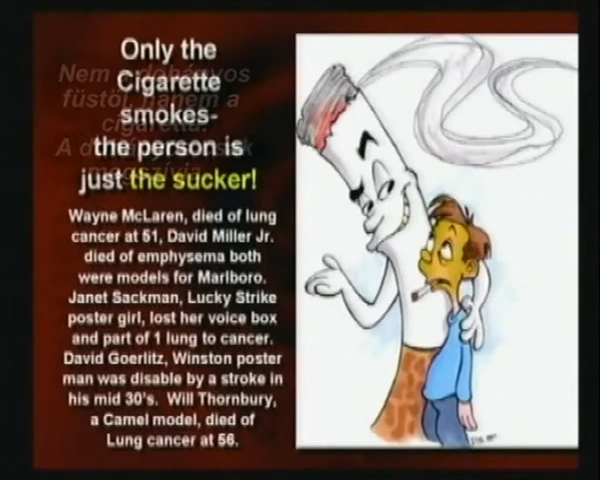 Only the
Cigarette
smokes-
the person is
just the sucker!
Wayne McLaren, died of lung
cancer at 51, David Miller Jr.
died of emphysema both
were models for Marlboro.
Janet Sackman, Lucky Strike
poster girl, lost her voice box
and part of 1 lung to cancer.
David Goerlitz, Winston poster
man was disable by a stroke in
his mid 30's. Will Thornbury,
a Camel model, died of
Lung cancer at 56.